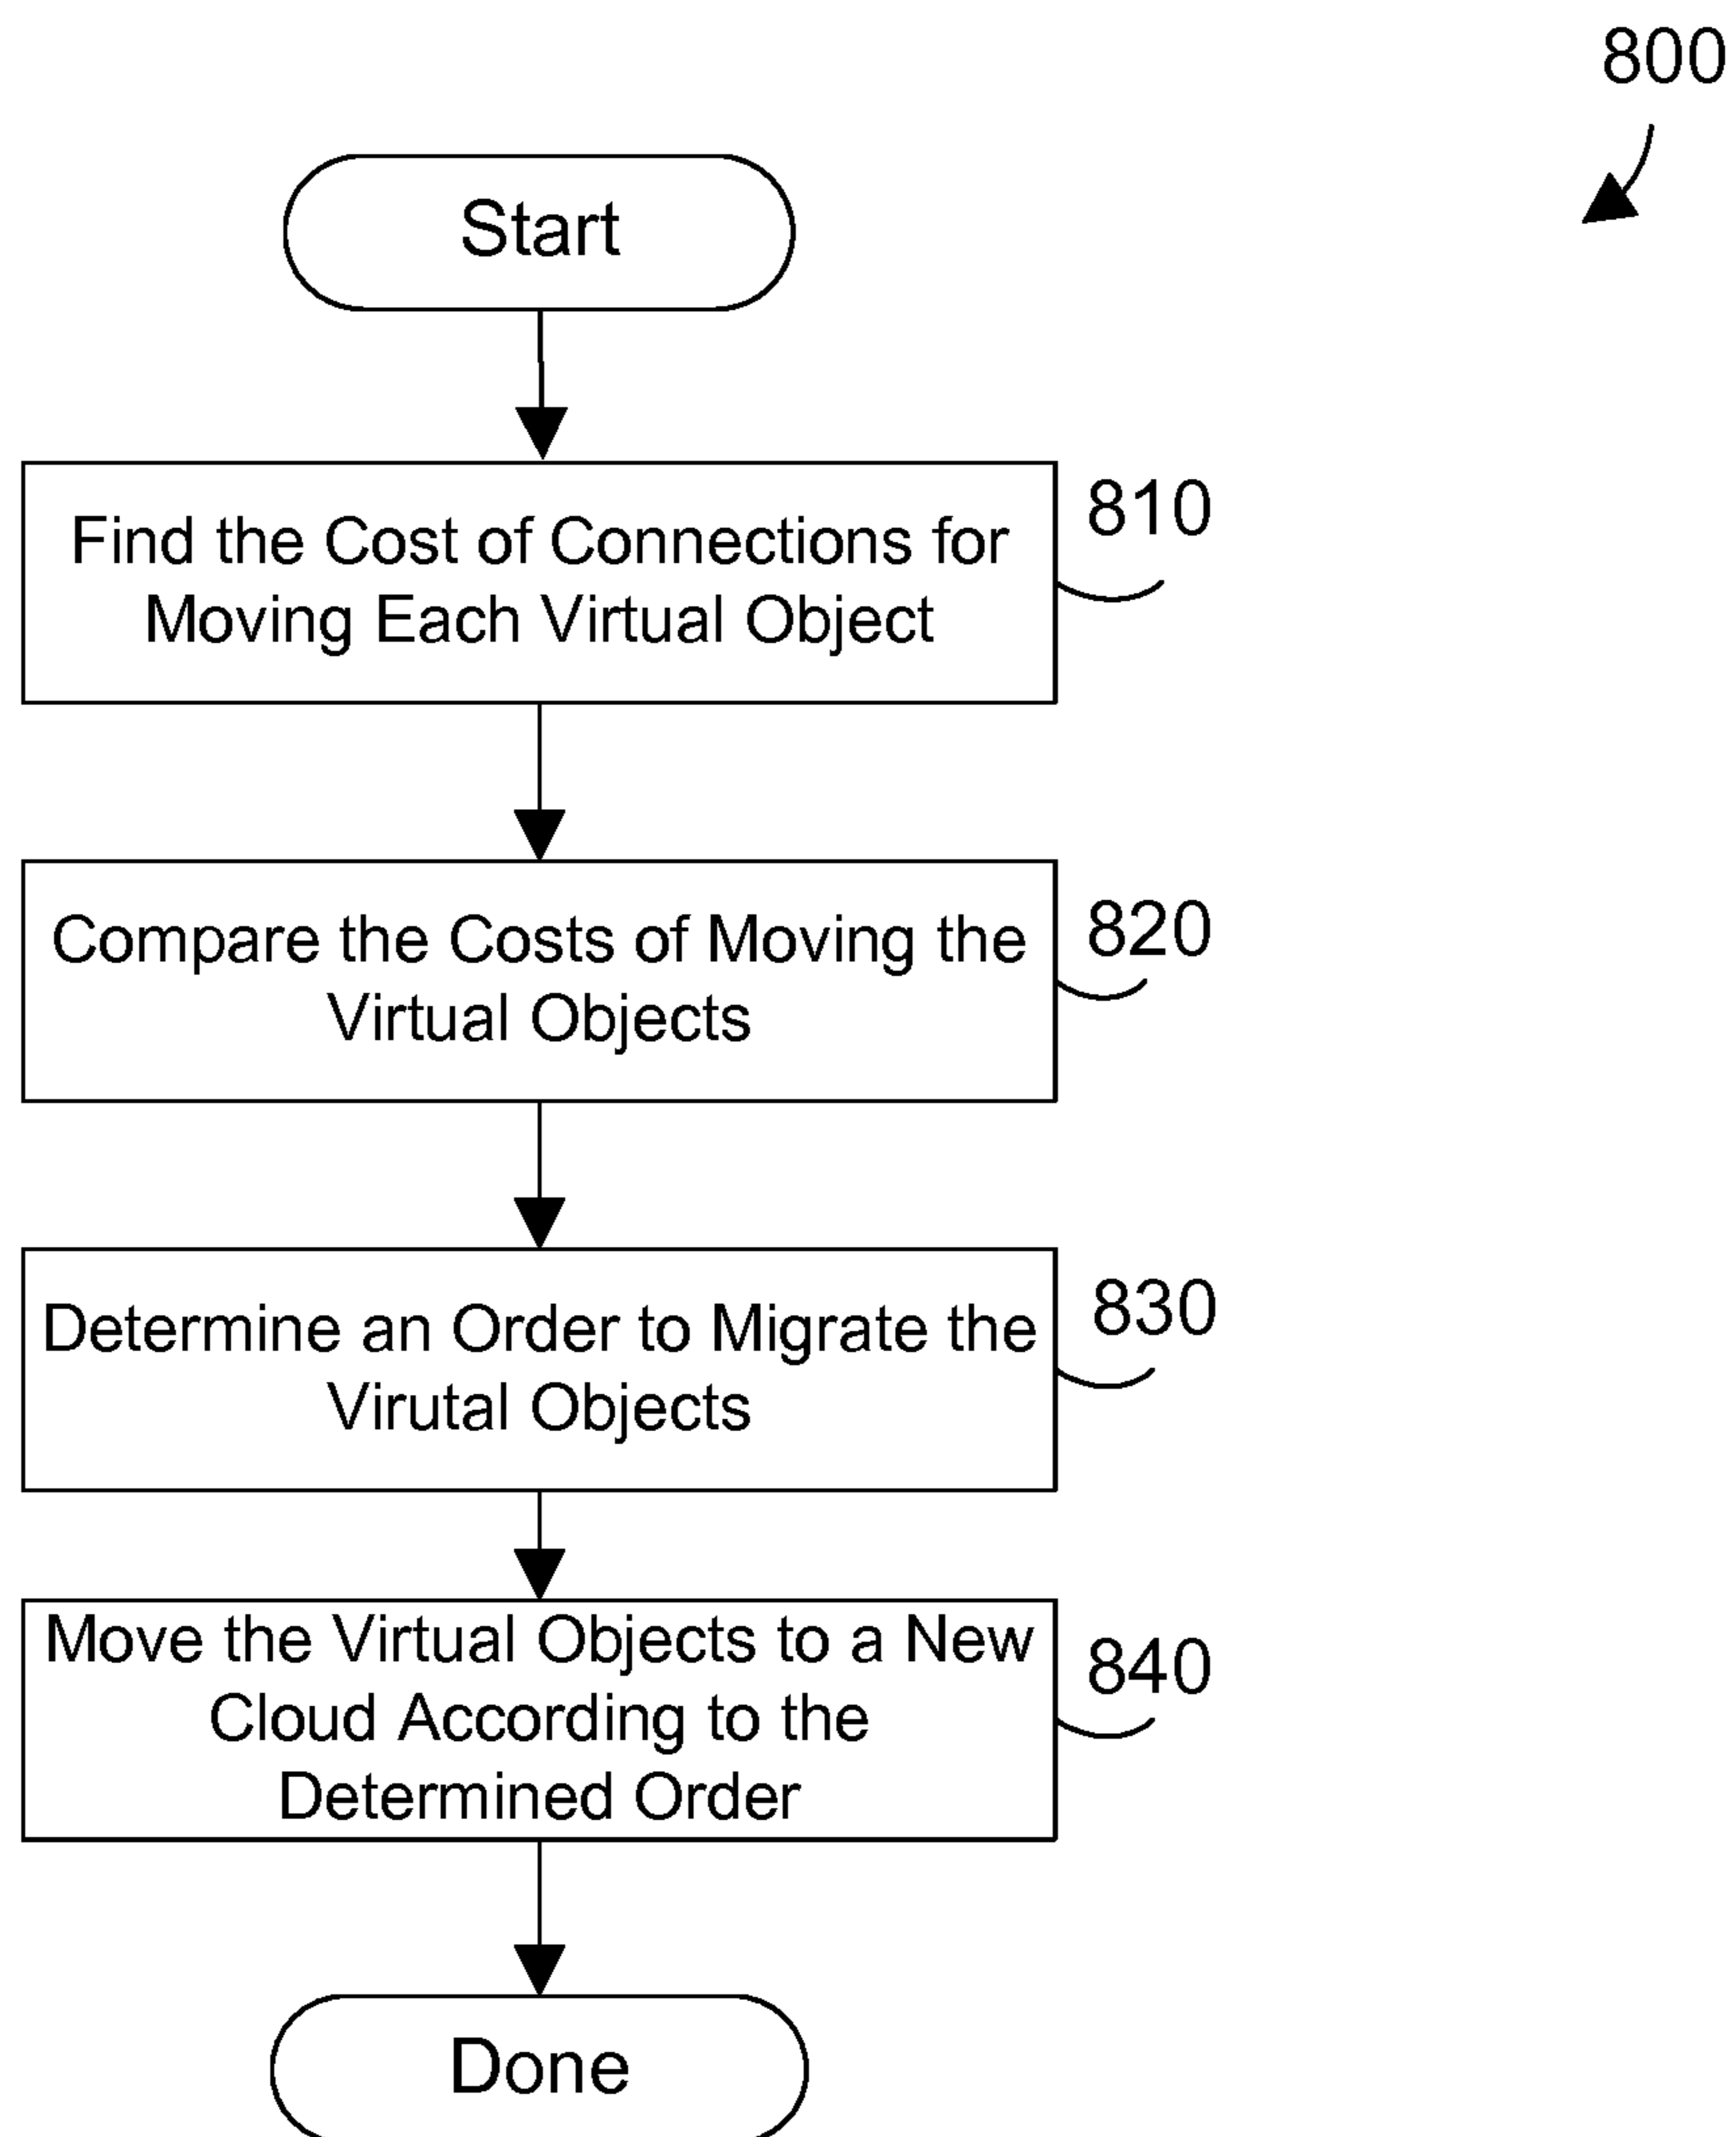 800
Start
Find the Cost of Connections for
Moving Each Virtual Object
810
Compare the Costs of Moving the
Virtual Objects
820
Determine an Order to Migrate the
Virutal Objects
830
Move the Virtual Objects to a New
Cloud According to the
Determined Order
840
Done